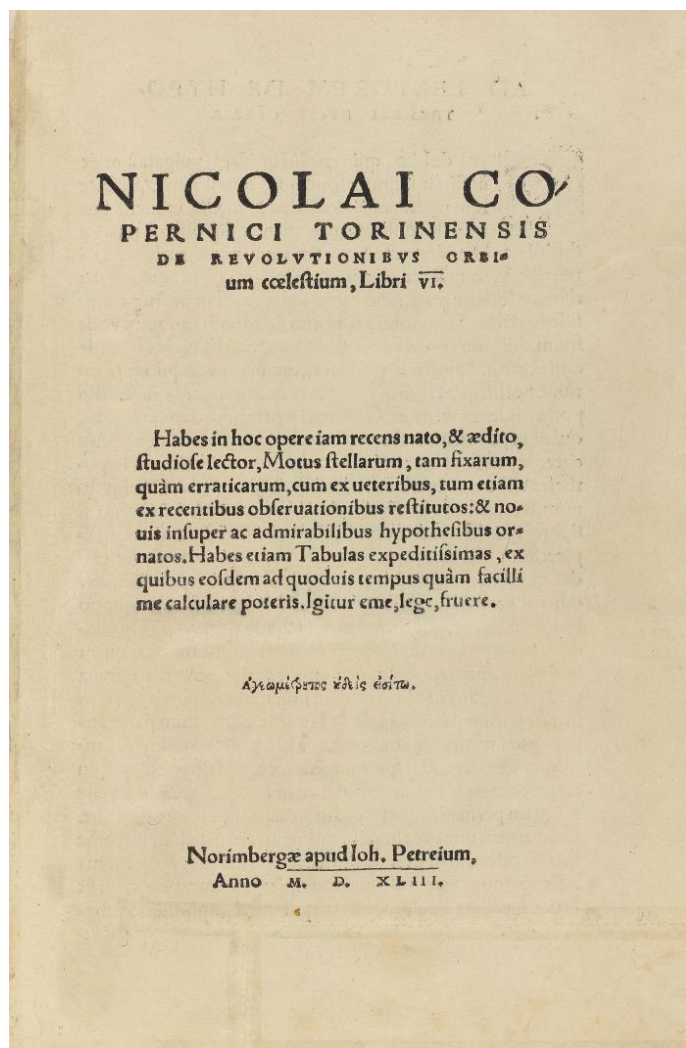 NICOLAI CO⸗
PERNICI TORINENSIS
DE REVOLVTIONIBVS ORBI⸗
um cœleſtium, Libri VI.
Habes in hoc opere iam recens nato, & ædito,
ſtudioſe lector, Motus ſtellarum, tam fixarum,
quàm erraticarum, cum ex ueteribus, tum etiam
ex recentibus obſeruationibus reſtitutos: & no⸗
uis inſuper ac admirabilibus hypotheſibus or⸗
natos. Habes etiam Tabulas expeditiſsimas, ex
quibus eoſdem ad quoduis tempus quàm facilli
me calculare poteris. Igitur eme, lege, fruere.
Ἀγεωμέτρητος ȣ̓δεὶς εἰσίτω.
Norimbergæ apud Ioh. Petreium,
Anno M. D. XLIII.